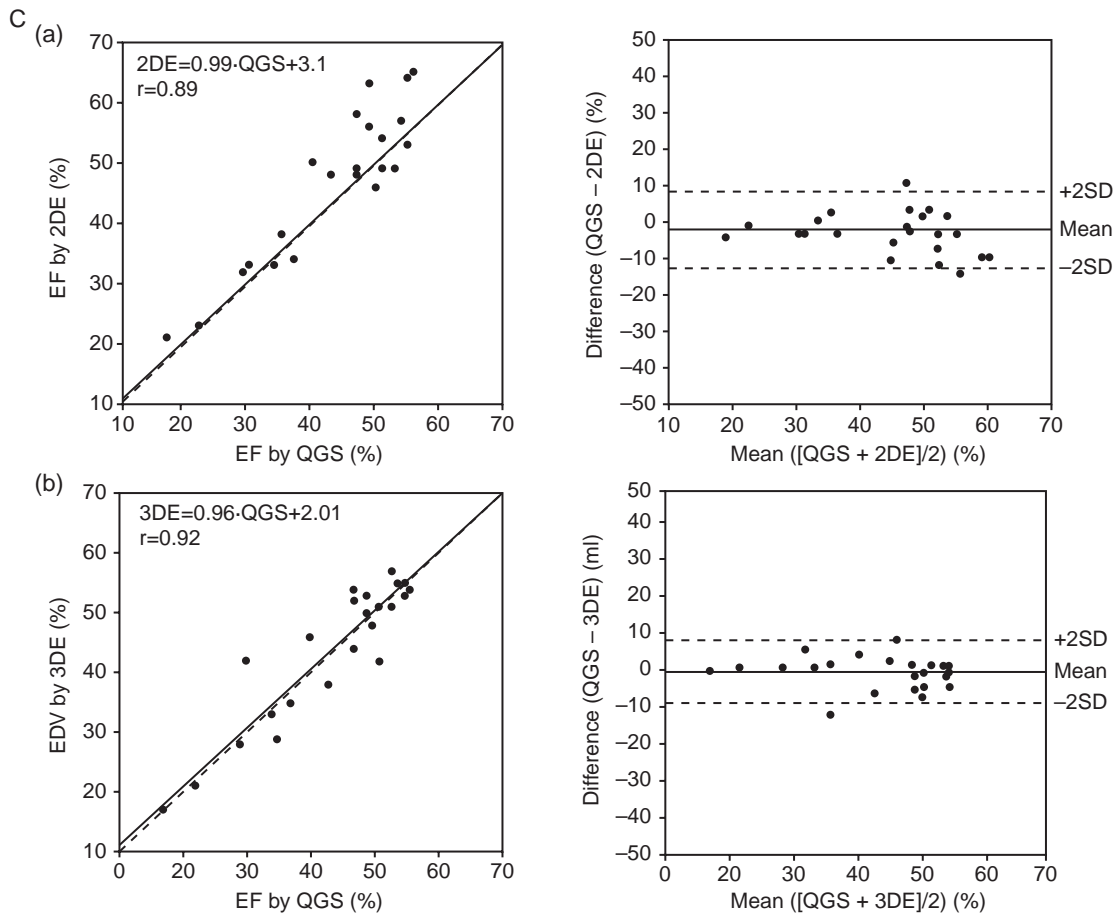 C
(a)
2DE=0.99·QGS+3.1
r=0.89
EF by 2DE (%)
70
60
50
40
30
20
10
10 20 30 40 50 60 70
EF by QGS (%)
Difference (QGS – 2DE) (%)
50
40
30
20
10
0
–10
–20
–30
–40
–50
+2SD
Mean
–2SD
10 20 30 40 50 60 70
Mean ([QGS + 2DE]/2) (%)
(b)
3DE=0.96·QGS+2.01
r=0.92
EDV by 3DE (%)
70
60
50
40
30
20
10
0 20 30 40 50 60 70
EF by QGS (%)
Difference (QGS – 3DE) (ml)
50
40
30
20
10
0
–10
–20
–30
–40
–50
+2SD
Mean
–2SD
10 20 30 40 50 60 70
Mean ([QGS + 3DE]/2) (%)